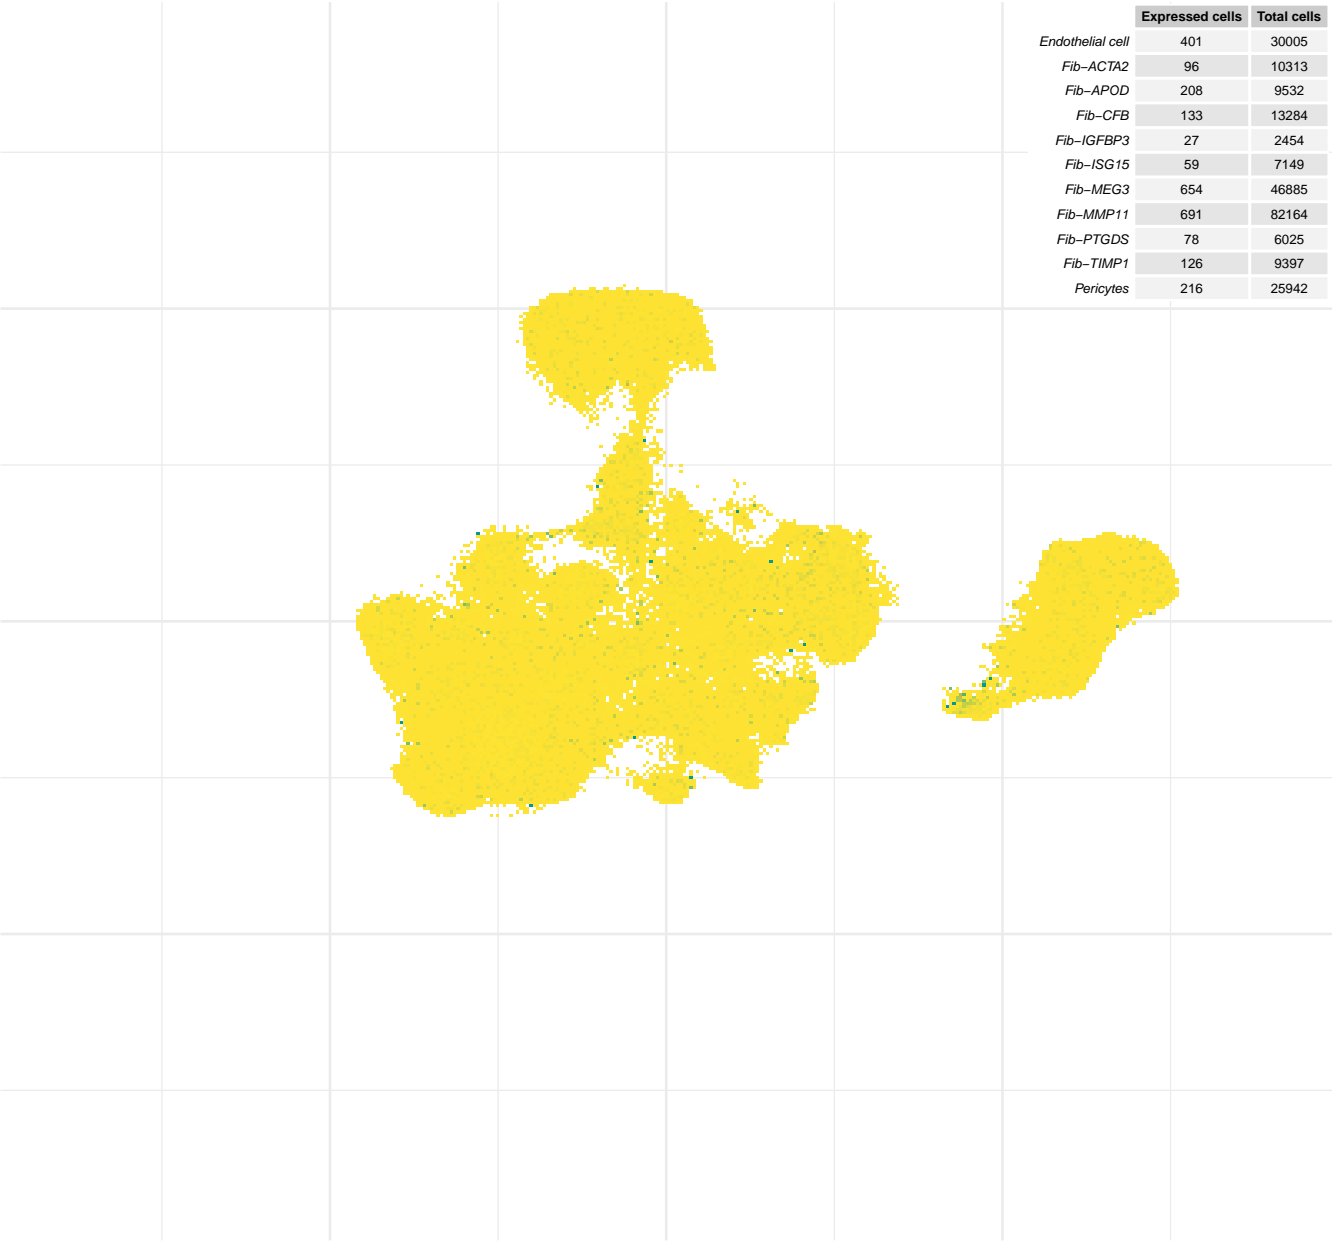 Expressed cells Total cells
Endothelial cell 401 30005
Fib−ACTA2 96 10313
Fib−APOD 208 9532
Fib−CFB 133 13284
Fib−IGFBP3 27 2454
Fib−ISG15 59 7149
Fib−MEG3 654 46885
Fib−MMP11 691 82164
Fib−PTGDS 78 6025
Fib−TIMP1 126 9397
Pericytes 216 25942